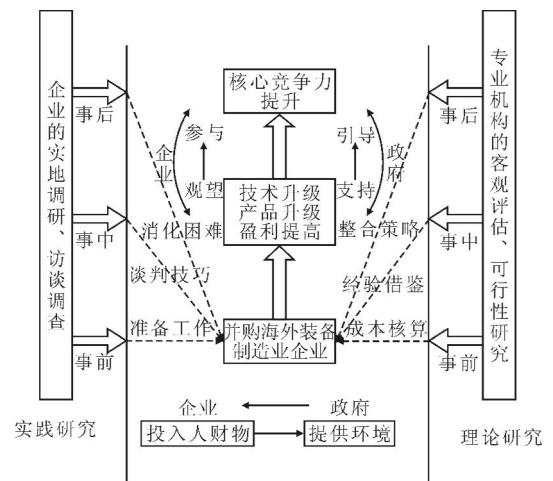 企业的实地调研、访谈调查
事后
事中
事前
实践研究
核心竞争力
提升
企业
参与
观望
引导
支持
政府
技术升级
产品升级
盈利提高
消化困难
谈判技巧
准备工作
整合策略
经验借鉴
成本核算
并购海外装备
制造业企业
企业
政府
投入人财物
提供环境
事后
事中
事前
专业机构的客观评估、可行性研究
理论研究